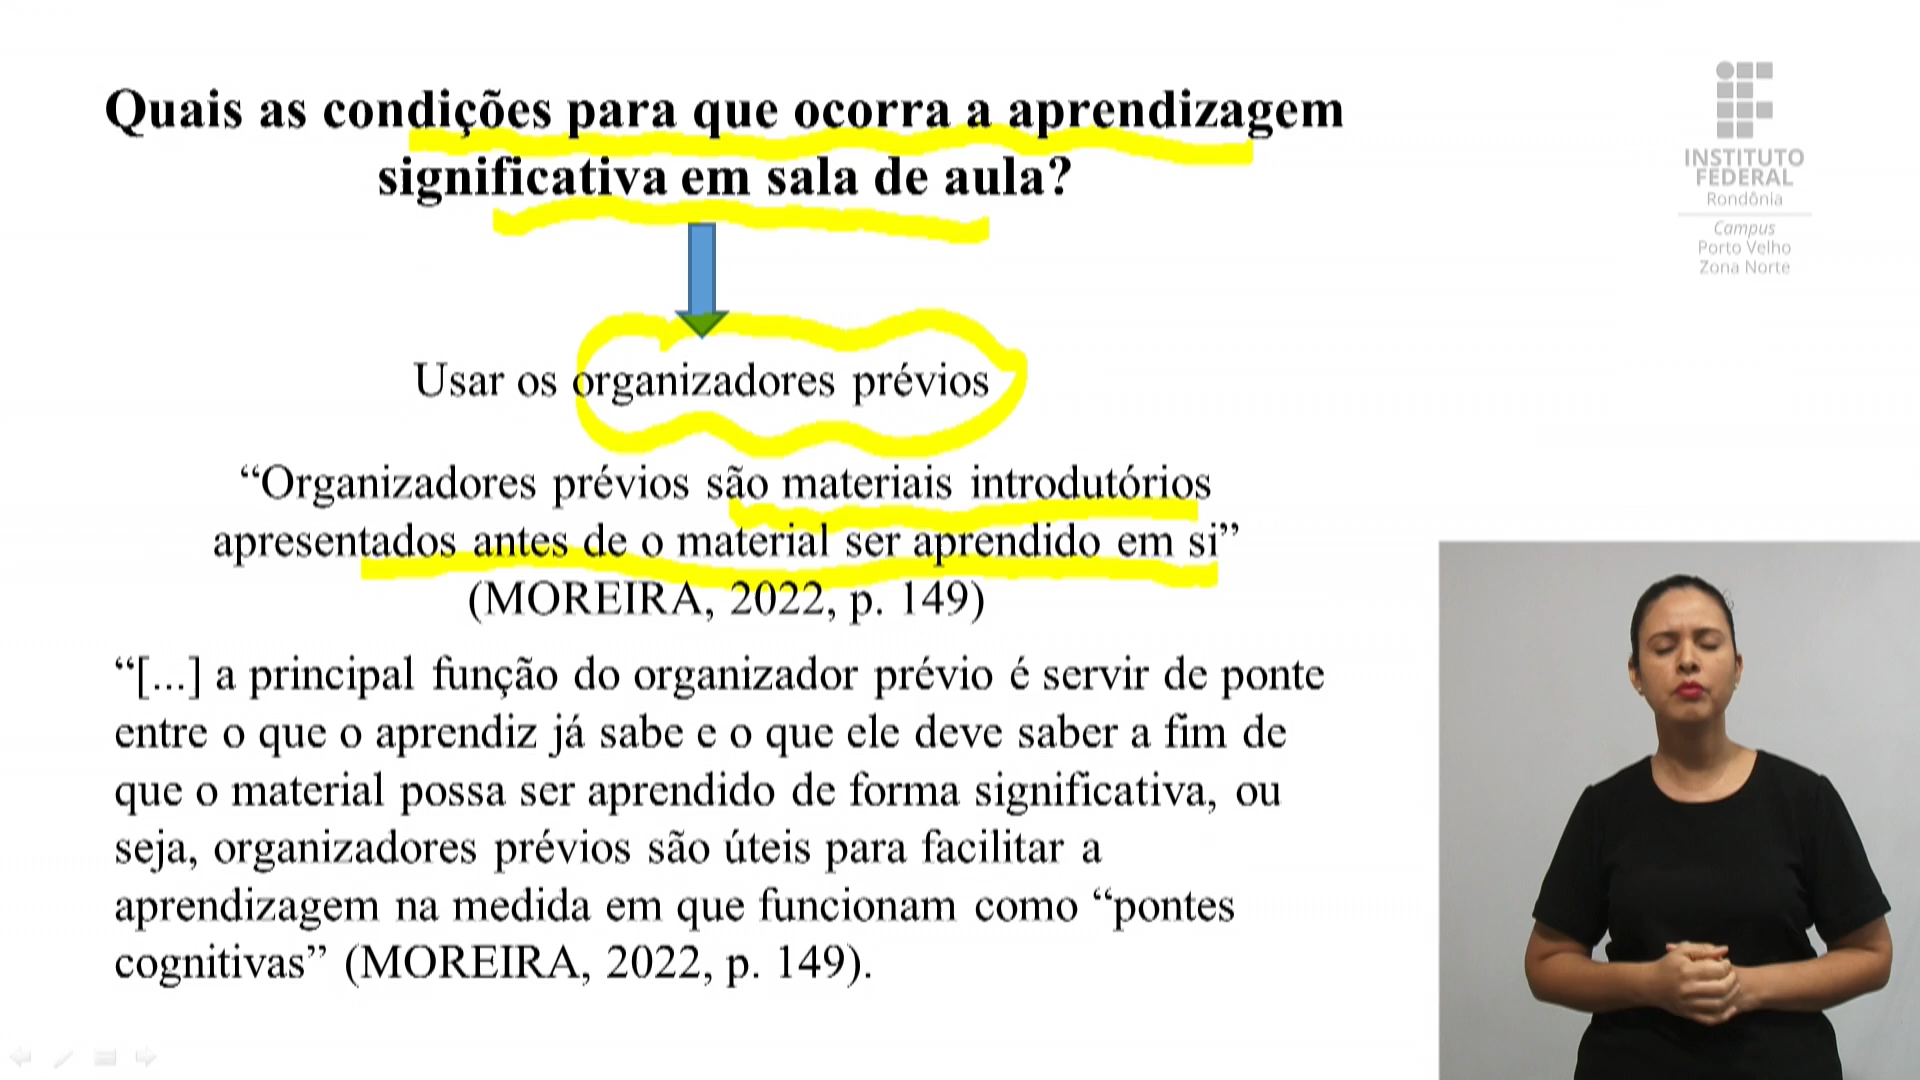 Quais as condições para que ocorra a aprendizagem
significativa em sala de aula?
INSTITUTO
FEDERAL
Rondônia
Campus
Porto Velho
Zona Norte
Usar os organizadores prévios
“Organizadores prévios são materiais introdutórios
apresentados antes de o material ser aprendido em si”
(MOREIRA, 2022, p. 149)
“[...] a principal função do organizador prévio é servir de ponte
entre o que o aprendiz já sabe e o que ele deve saber a fim de
que o material possa ser aprendido de forma significativa, ou
seja, organizadores prévios são úteis para facilitar a
aprendizagem na medida em que funcionam como “pontes
cognitivas” (MOREIRA, 2022, p. 149).